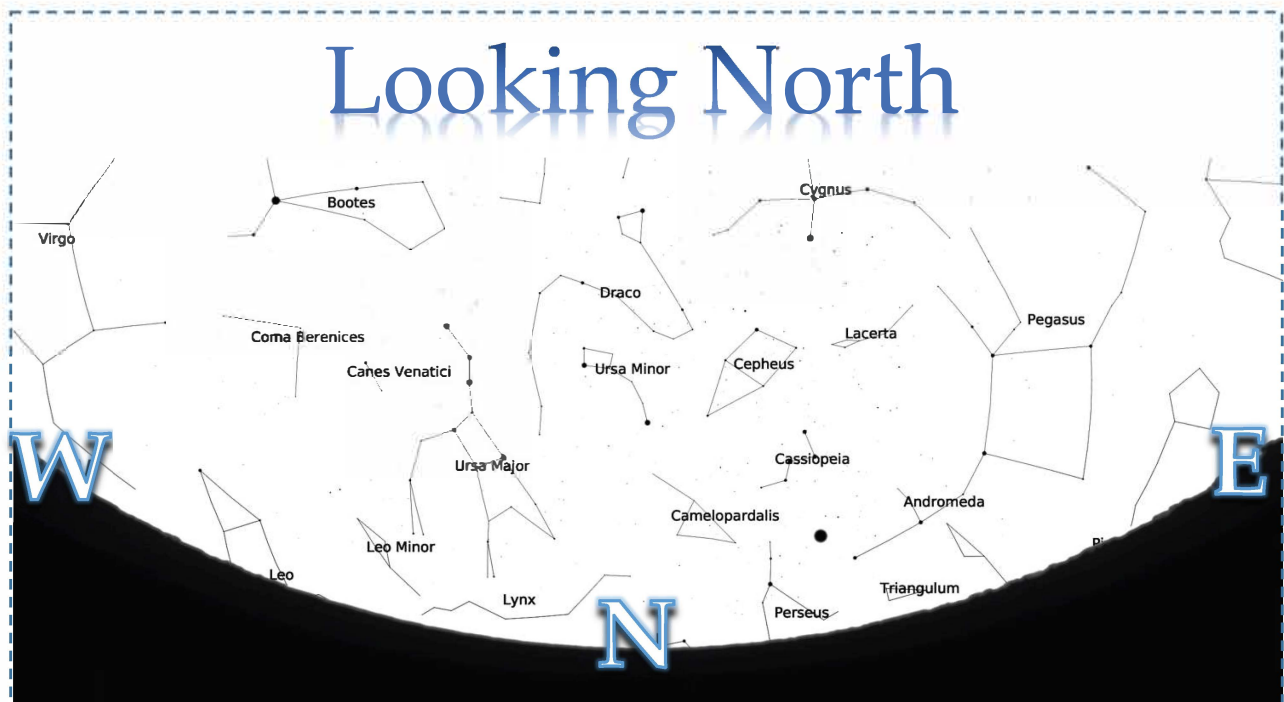 Looking North
Cygnus
Bootes
Virgo
Draco
Pegasus
Lacerta
Coma Berenices
Cepheus
Ursa Minor
Canes Venatici
W
E
Cassiopeia
Ursa Major
Andromeda
Camelopardalis
Leo Minor
Leo
Triangulum
Lynx
Perseus
N